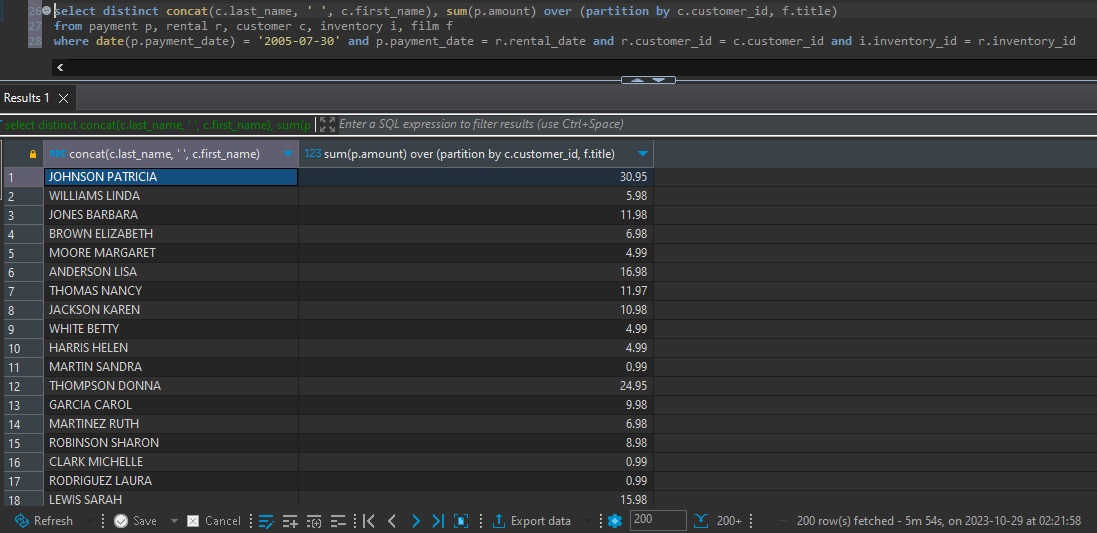 26 select distinct concat(c.last_name, ' ', c.first_name), sum(p.amount) over (partition by c.customer_id, f.title)
27 from payment p, rental r, customer c, inventory i, film f
28 where date(p.payment_date) = '2005-07-30' and p.payment_date = r.rental_date and r.customer_id = c.customer_id and i.inventory_id = r.inventory_id
Results 1
select distinct concat(c.last_name, ' ', c.first_name), sum(p Enter a SQL expression to filter results (use Ctrl+Space)
ABC concat(c.last_name, ' ', c.first_name) 123 sum(p.amount) over (partition by c.customer_id, f.title)
1 JOHNSON PATRICIA 30.95
2 WILLIAMS LINDA 5.98
3 JONES BARBARA 11.98
4 BROWN ELIZABETH 6.98
5 MOORE MARGARET 4.99
6 ANDERSON LISA 16.98
7 THOMAS NANCY 11.97
8 JACKSON KAREN 10.98
9 WHITE BETTY 4.99
10 HARRIS HELEN 4.99
11 MARTIN SANDRA 0.99
12 THOMPSON DONNA 24.95
13 GARCIA CAROL 9.98
14 MARTINEZ RUTH 6.98
15 ROBINSON SHARON 8.98
16 CLARK MICHELLE 0.99
17 RODRIGUEZ LAURA 0.99
18 LEWIS SARAH 15.98
Refresh Save Cancel Export data 200 200+ 200 row(s) fetched - 5m 54s, on 2023-10-29 at 02:21:58